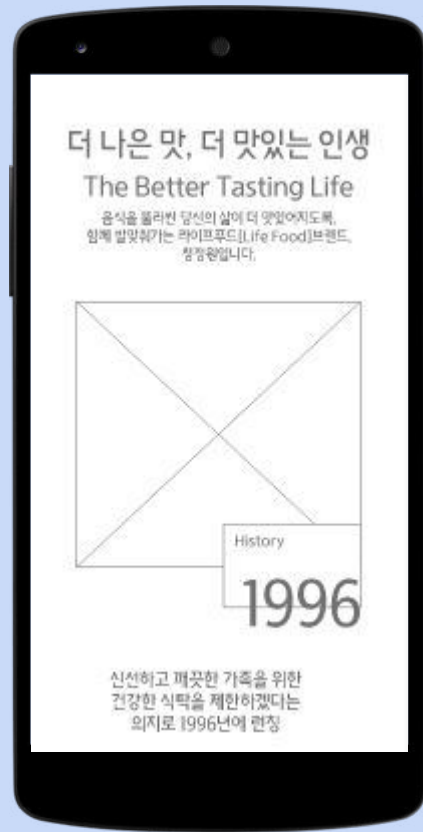 더 나은 맛, 더 맛있는 인생
The Better Tasting Life
음식을 둘러싼 당신의 삶이 더 맛있어지도록,
함께 발맞춰가는 라이프푸드[Life Food]브랜드,
청정원입니다.
History
1996
신선하고 깨끗한 가족을 위한
건강한 식탁을 제한하겠다는
의지로 1996년에 런칭